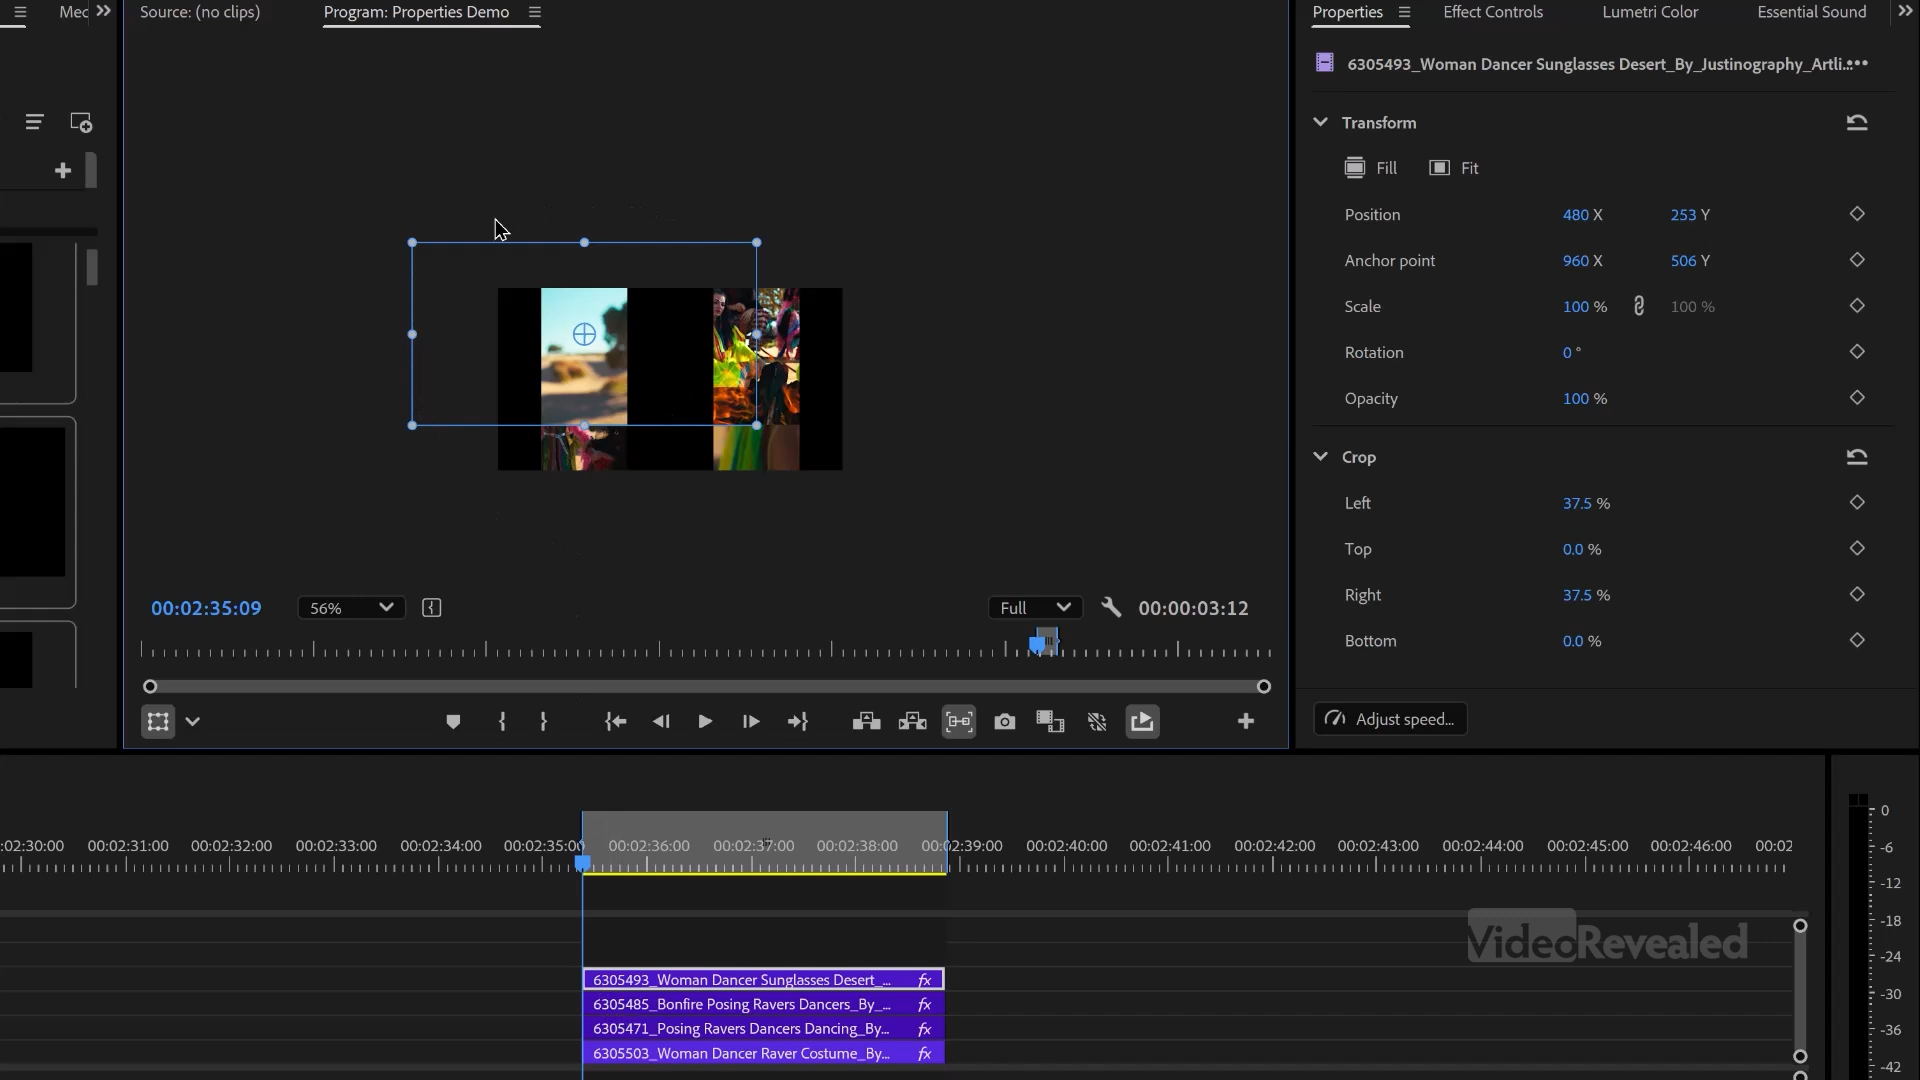 Mec
Source: (no clips)
Program: Properties Demo
Properties
Effect Controls
Lumetri Color
Essential Sound
6305493_Woman Dancer Sunglasses Desert_By_Justinography_Artli...
Transform
Fill
Fit
Position 480 X 253 Y
Anchor point 960 X 506 Y
Scale 100 % 100 %
Rotation 0 °
Opacity 100 %
Crop
Left 37.5 %
Top 0.0 %
Right 37.5 %
Bottom 0.0 %
Adjust speed...
00:02:35:09
56%
Full
00:00:03:12
:02:30:00 00:02:31:00 00:02:32:00 00:02:33:00 00:02:34:00 00:02:35:00 00:02:36:00 00:02:37:00 00:02:38:00 00:02:39:00 00:02:40:00 00:02:41:00 00:02:42:00 00:02:43:00 00:02:44:00 00:02:45:00 00:02:46:00 00:02
6305493_Woman Dancer Sunglasses Desert_... fx
6305485_Bonfire Posing Ravers Dancers_By_... fx
6305471_Posing Ravers Dancers Dancing_By... fx
6305503_Woman Dancer Raver Costume_By... fx
VideoRevealed
0
-6
-12
-18
-24
-30
-36
-42